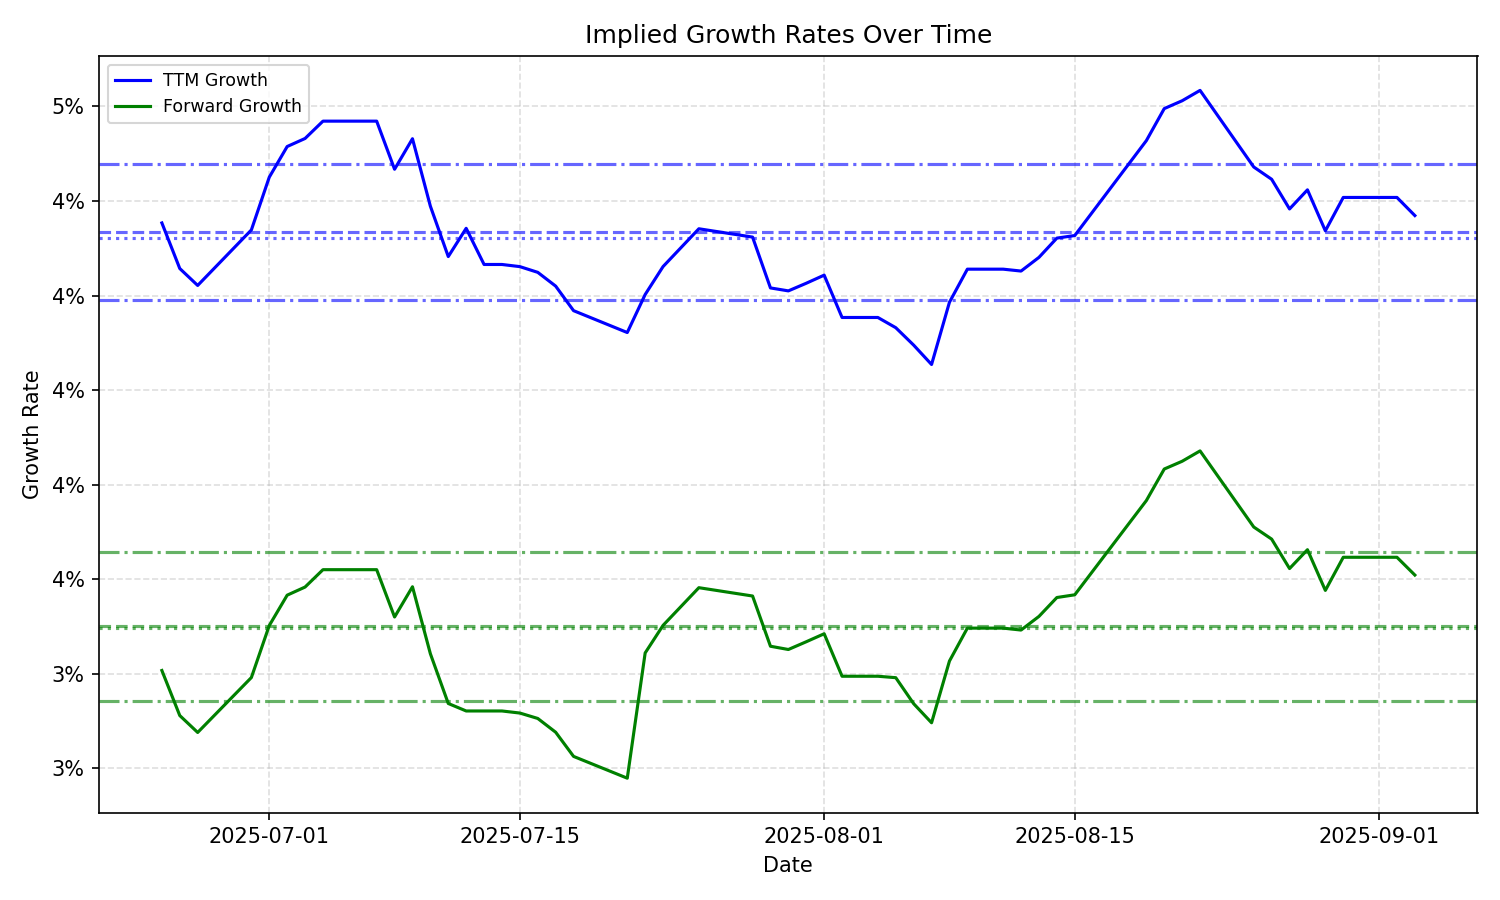 Implied Growth Rates Over Time
TTM Growth
Forward Growth
5%
4%
4%
4%
4%
4%
3%
3%
Growth Rate
2025-07-01
2025-07-15
2025-08-01
2025-08-15
2025-09-01
Date